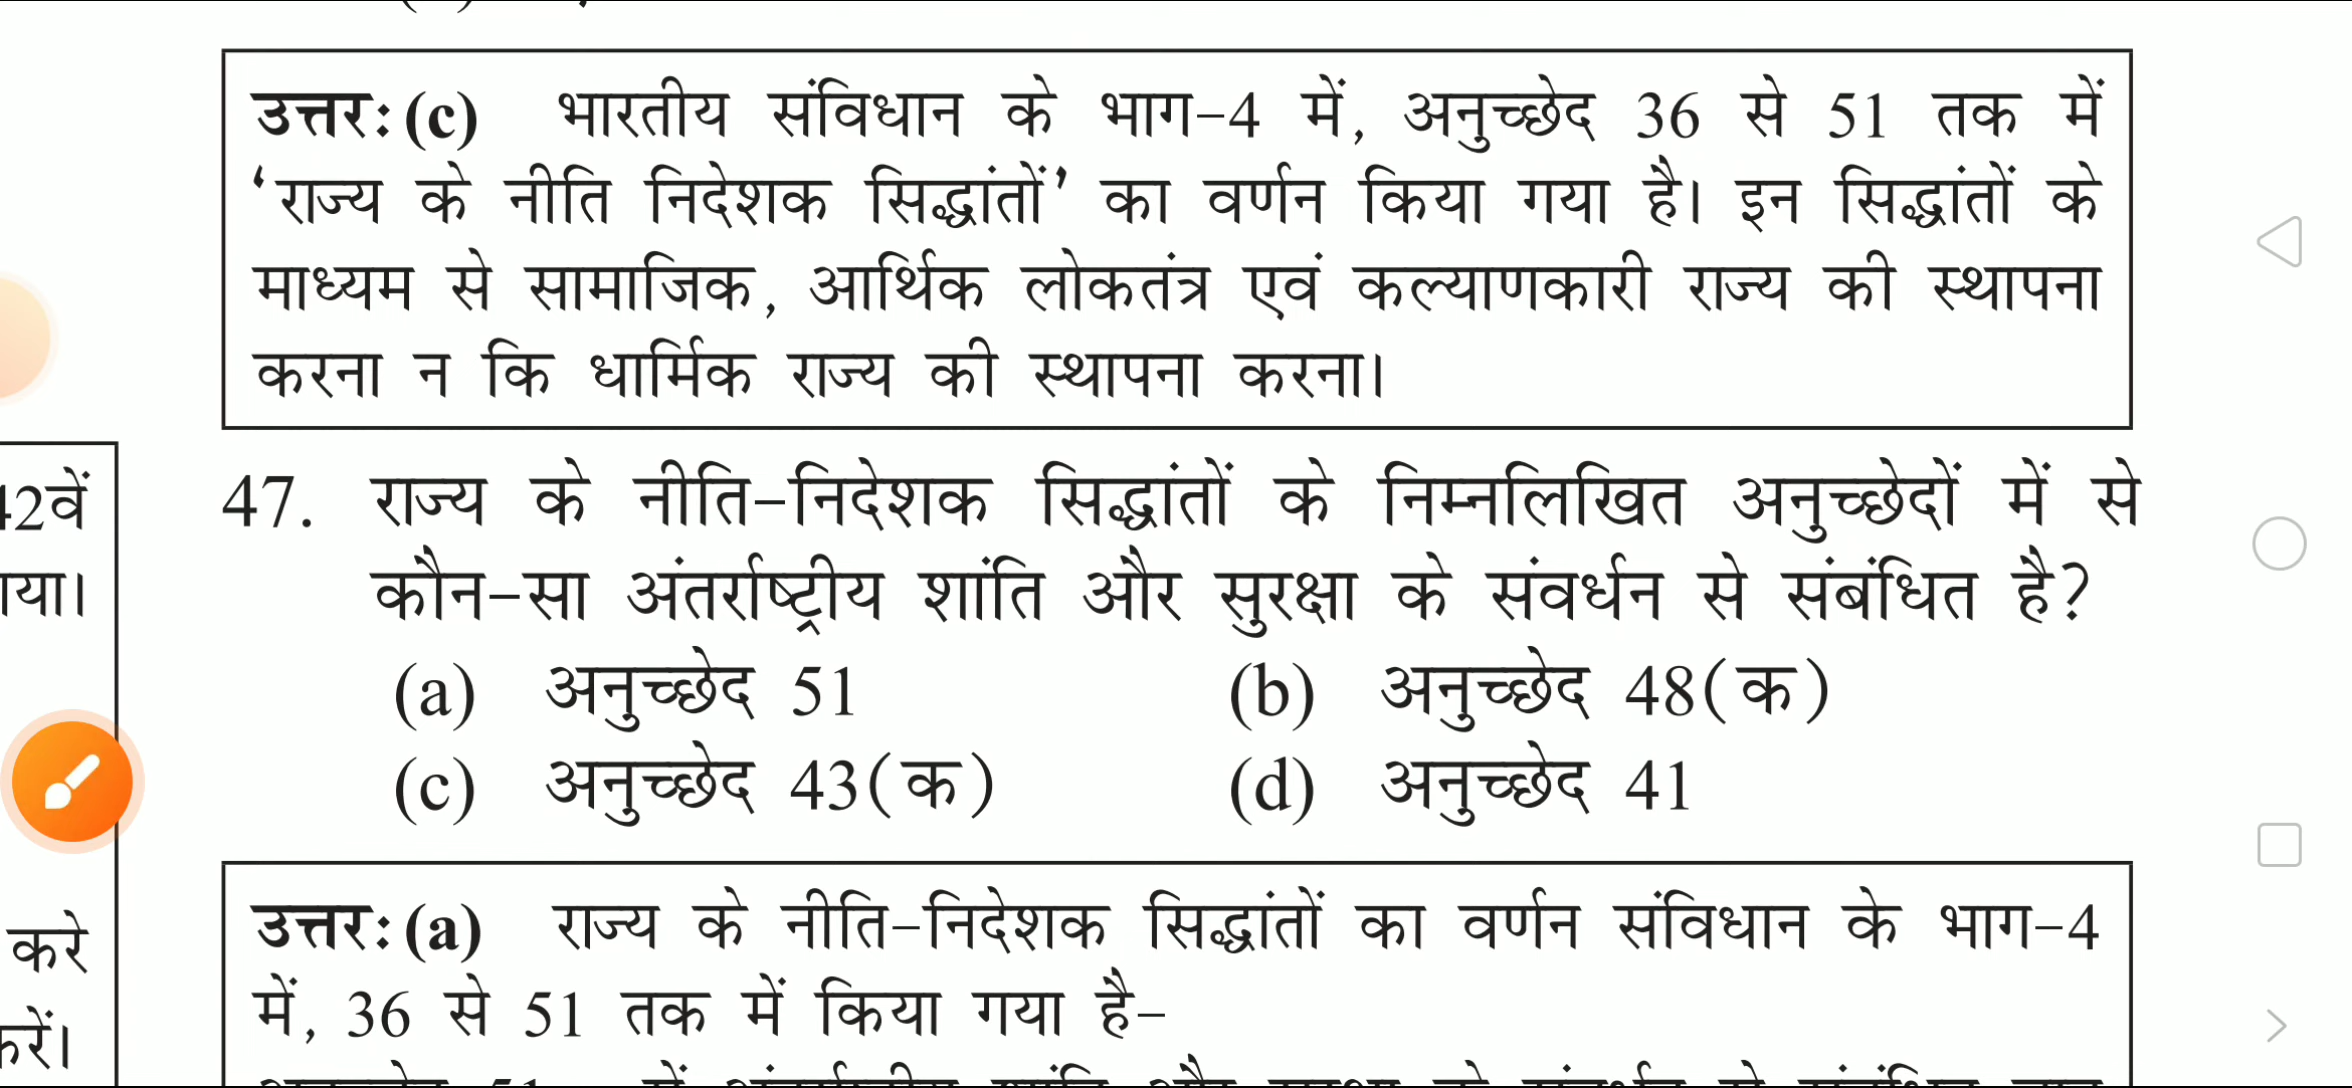 उत्तरः (c) भारतीय संविधान के भाग-4 में, अनुच्छेद 36 से 51 तक में
‘राज्य के नीति निदेशक सिद्धांतों’ का वर्णन किया गया है। इन सिद्धांतों के
माध्यम से सामाजिक, आर्थिक लोकतंत्र एवं कल्याणकारी राज्य की स्थापना
करना न कि धार्मिक राज्य की स्थापना करना।
47. राज्य के नीति-निदेशक सिद्धांतों के निम्नलिखित अनुच्छेदों में से
कौन-सा अंतर्राष्ट्रीय शांति और सुरक्षा के संवर्धन से संबंधित है?
(a) अनुच्छेद 51 (b) अनुच्छेद 48(क)
(c) अनुच्छेद 43(क) (d) अनुच्छेद 41
उत्तरः (a) राज्य के नीति-निदेशक सिद्धांतों का वर्णन संविधान के भाग-4
में, 36 से 51 तक में किया गया है-
42वें
करे